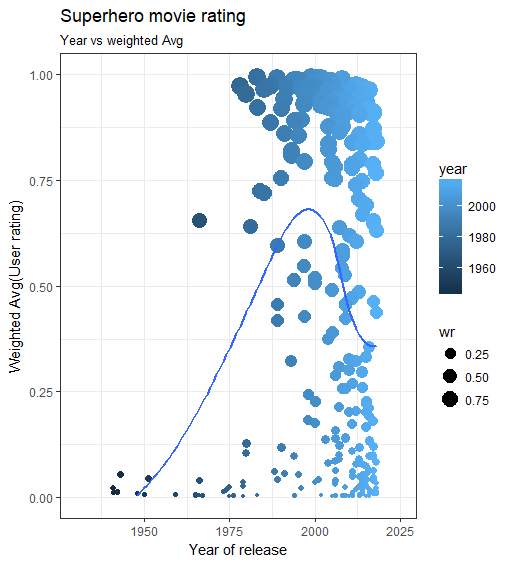 Superhero movie rating
Year vs weighted Avg
1.00
0.75
0.50
0.25
0.00
Weighted Avg(User rating)
1950
1975
2000
2025
Year of release
year
2000
1980
1960
wr
0.25
0.50
0.75